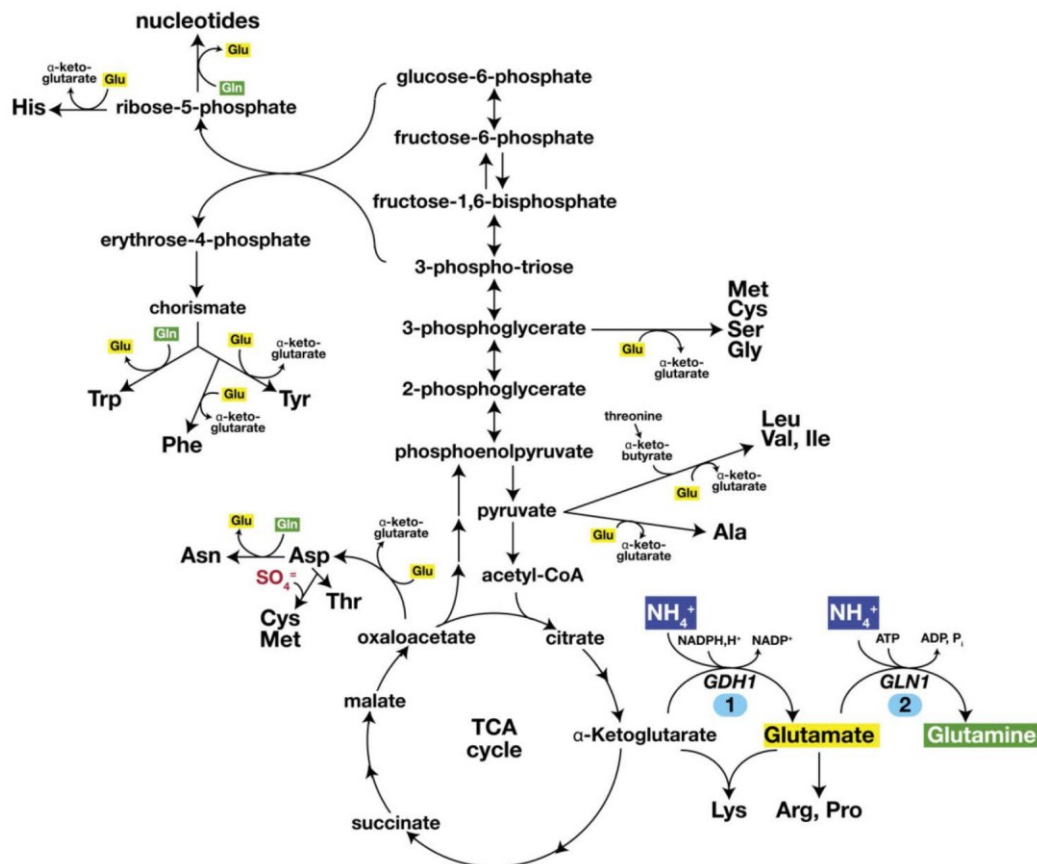 nucleotides
Glu
Gln
α-keto-
glutarate
Glu
His
ribose-5-phosphate
glucose-6-phosphate
fructose-6-phosphate
fructose-1,6-bisphosphate
erythrose-4-phosphate
3-phospho-triose
chorismate
Glu
Gln
Glu
α-keto-
glutarate
Trp
Glu
α-keto-
glutarate
Tyr
Phe
3-phosphoglycerate
Glu
α-keto-
glutarate
Met
Cys
Ser
Gly
2-phosphoglycerate
phosphoenolpyruvate
threonine
α-keto-
butyrate
Glu
α-keto-
glutarate
Leu
Val, Ile
pyruvate
Glu
α-keto-
glutarate
Ala
acetyl-CoA
Glu
Gln
α-keto-
glutarate
Glu
Asn
Asp
SO₄⁼
Thr
Cys
Met
oxaloacetate
citrate
malate
TCA
cycle
α-Ketoglutarate
succinate
NH₄⁺
NADPH,H⁺
NADP⁺
GDH1
1
Glutamate
NH₄⁺
ATP
ADP, Pᵢ
GLN1
2
Glutamine
Lys
Arg, Pro